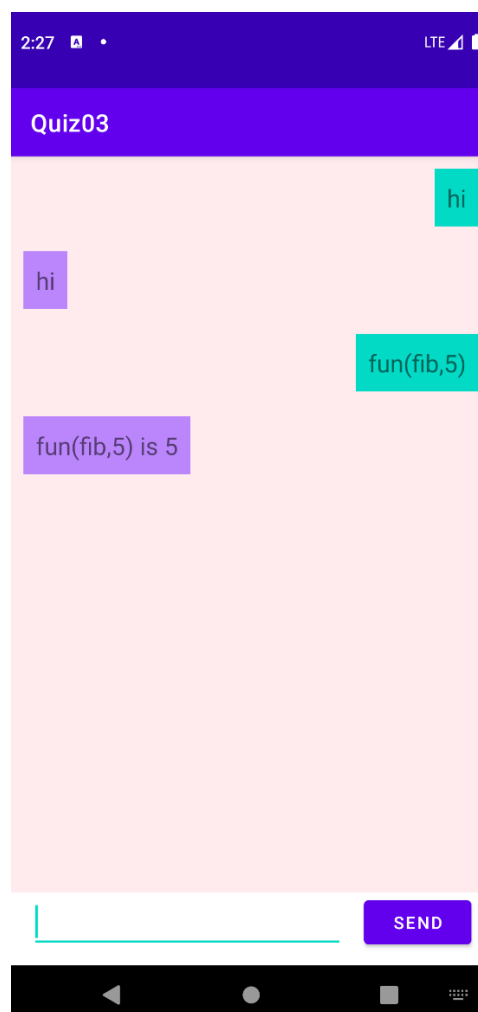 2:27 LTE
Quiz03
hi
hi
fun(fib,5)
fun(fib,5) is 5
SEND